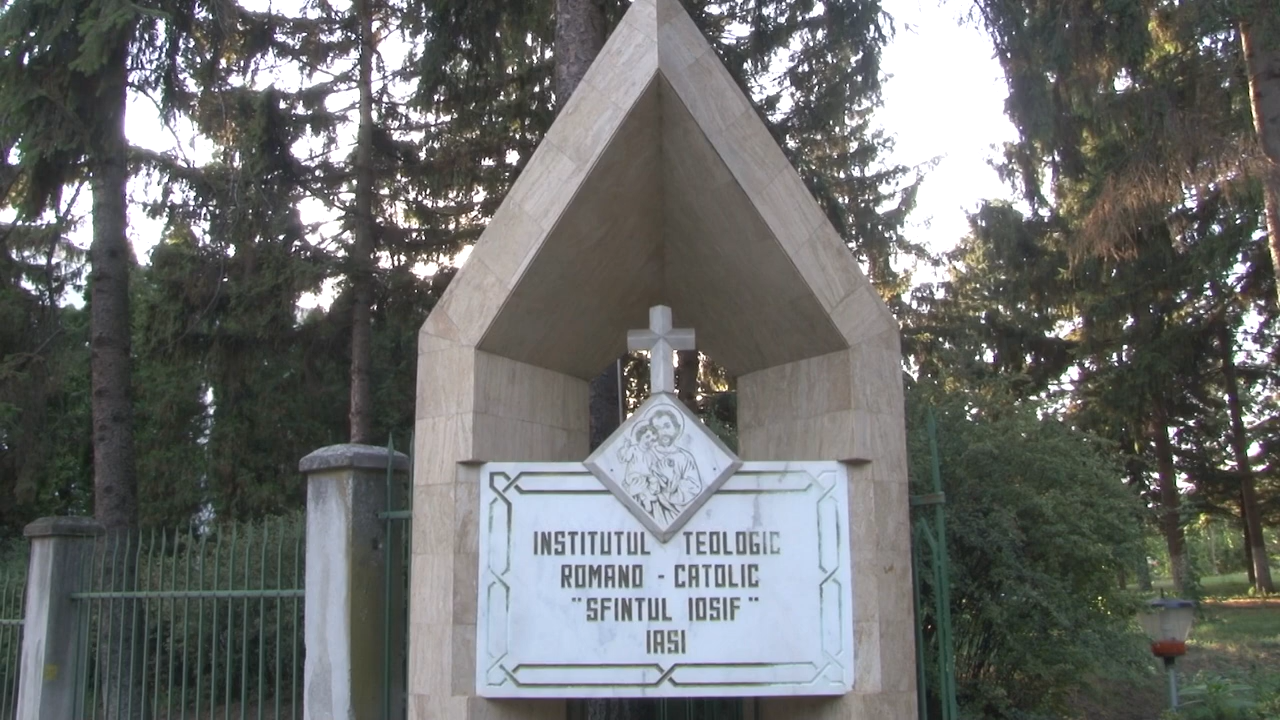 INSTITUTUL TEOLOGIC
ROMANO - CATOLIC
"SFINTUL IOSIF"
IASI